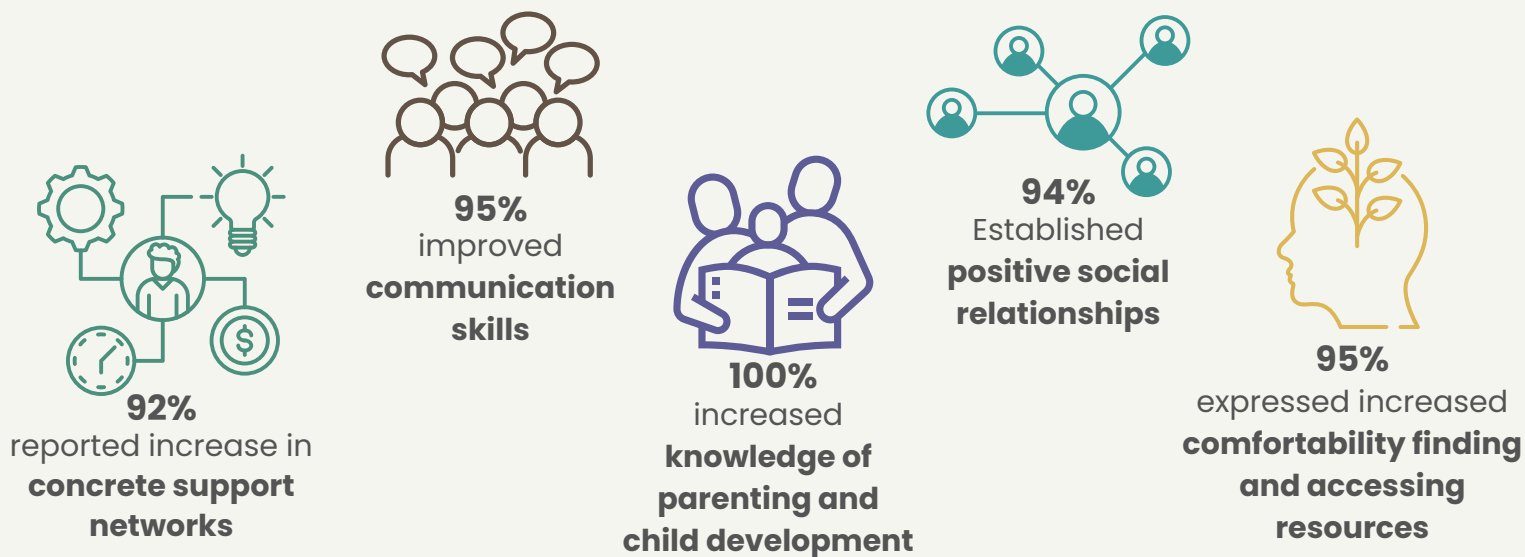 92%
reported increase in
concrete support
networks
95%
improved
communication
skills
100%
increased
knowledge of
parenting and
child development
94%
Established
positive social
relationships
95%
expressed increased
comfortability finding
and accessing
resources
$